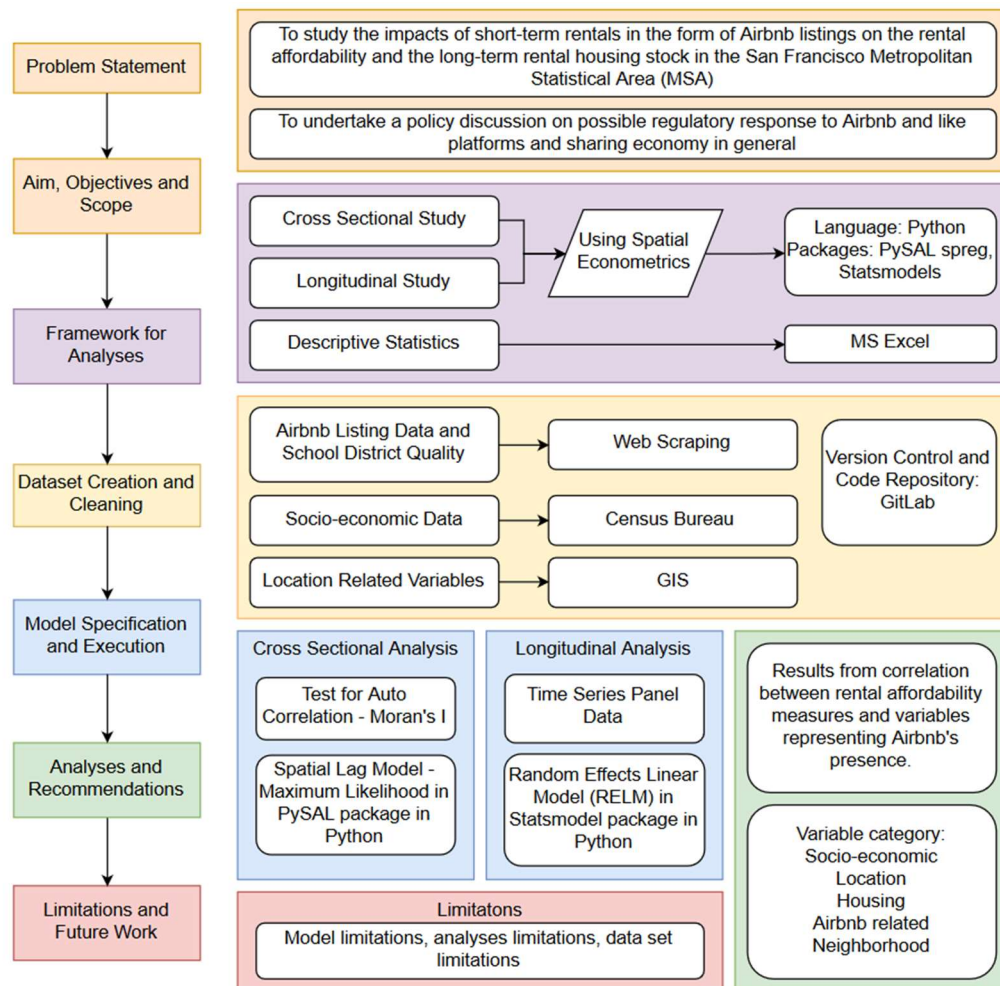 Problem Statement
Aim, Objectives and
Scope
Framework for
Analyses
Dataset Creation and
Cleaning
Model Specification
and Execution
Analyses and
Recommendations
Limitations and
Future Work
To study the impacts of short-term rentals in the form of Airbnb listings on the rental
affordability and the long-term rental housing stock in the San Francisco Metropolitan
Statistical Area (MSA)
To undertake a policy discussion on possible regulatory response to Airbnb and like
platforms and sharing economy in general
Cross Sectional Study
Longitudinal Study
Using Spatial
Econometrics
Language: Python
Packages: PySAL spreg,
Statsmodels
Descriptive Statistics
MS Excel
Airbnb Listing Data and
School District Quality
Web Scraping
Socio-economic Data
Census Bureau
Location Related Variables
GIS
Version Control and
Code Repository:
GitLab
Cross Sectional Analysis
Test for Auto
Correlation - Moran's I
Spatial Lag Model -
Maximum Likelihood in
PySAL package in
Python
Longitudinal Analysis
Time Series Panel
Data
Random Effects Linear
Model (RELM) in
Statsmodel package in
Python
Results from correlation
between rental affordability
measures and variables
representing Airbnb's
presence.
Variable category:
Socio-economic
Location
Housing
Airbnb related
Neighborhood
Limitatons
Model limitations, analyses limitations, data set
limitations